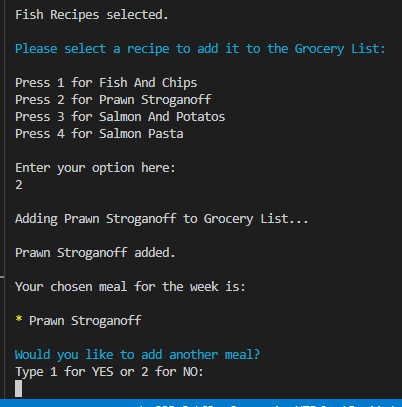 Fish Recipes selected.
Please select a recipe to add it to the Grocery List:
Press 1 for Fish And Chips
Press 2 for Prawn Stroganoff
Press 3 for Salmon And Potatos
Press 4 for Salmon Pasta
Enter your option here:
2
Adding Prawn Stroganoff to Grocery List...
Prawn Stroganoff added.
Your chosen meal for the week is:
* Prawn Stroganoff
Would you like to add another meal?
Type 1 for YES or 2 for NO: